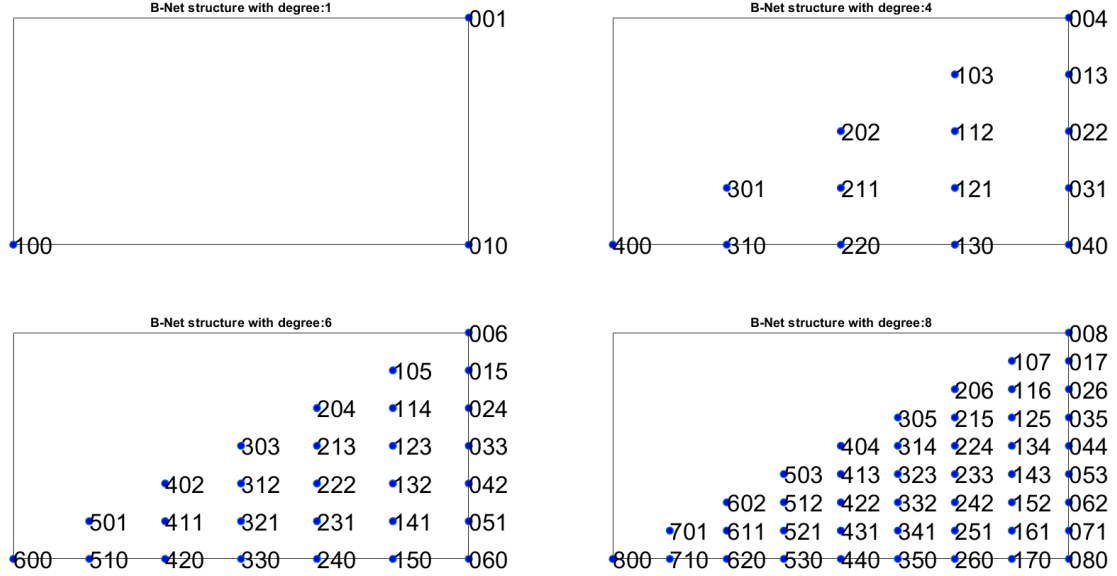 B-Net structure with degree:1
001
100 010
B-Net structure with degree:4
004
103 013
202 112 022
301 211 121 031
400 310 220 130 040
B-Net structure with degree:6
006
105 015
204 114 024
303 213 123 033
402 312 222 132 042
501 411 321 231 141 051
600 510 420 330 240 150 060
B-Net structure with degree:8
008
107 017
206 116 026
305 215 125 035
404 314 224 134 044
503 413 323 233 143 053
602 512 422 332 242 152 062
701 611 521 431 341 251 161 071
800 710 620 530 440 350 260 170 080